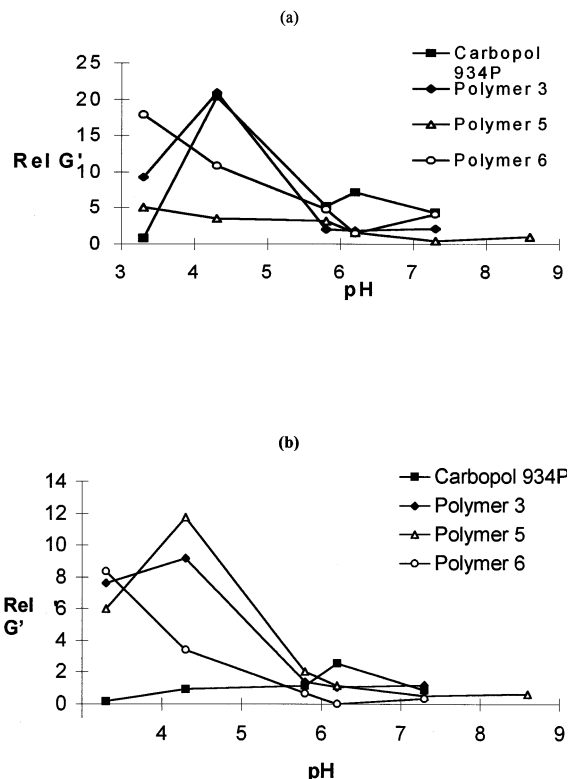 (a)
Carbopol
934P
Polymer 3
Polymer 5
Polymer 6
25
20
15
10
5
0
Rel G'
3 4 5 6 7 8 9
pH
(b)
Carbopol 934P
Polymer 3
Polymer 5
Polymer 6
14
12
10
8
6
4
2
0
Rel '
G'
4 5 6 7 8 9
pH